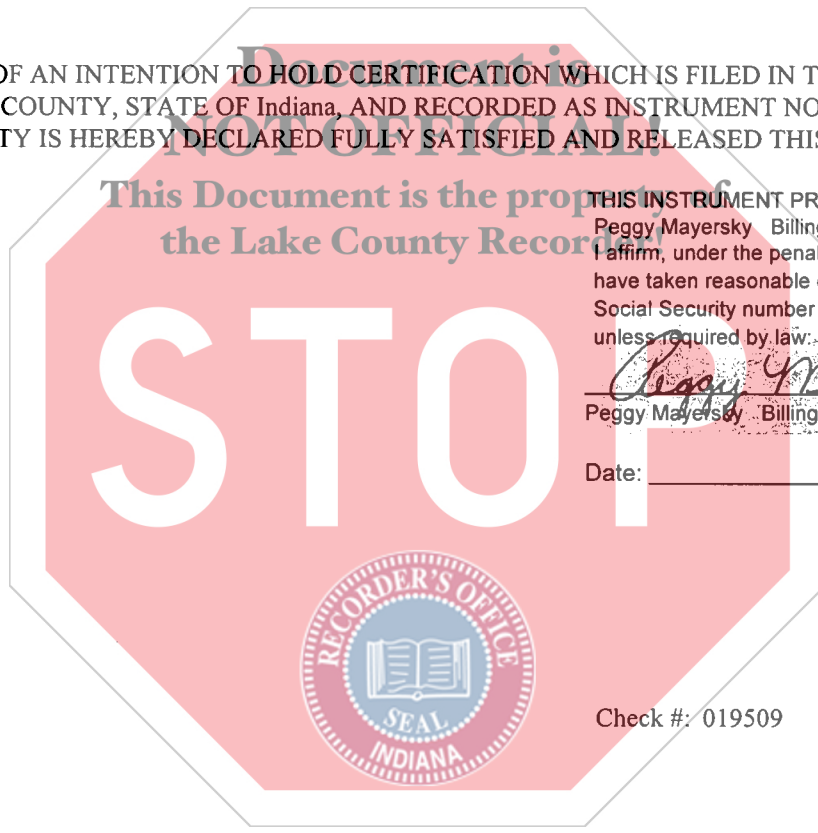 Document is
OF AN INTENTION TO HOLD CERTIFICATION WHICH IS FILED IN T
COUNTY, STATE OF Indiana, AND RECORDED AS INSTRUMENT NO
TY IS HEREBY DECLARED FULLY SATISFIED AND RELEASED THIS
NOT OFFICIAL!
This Document is the property of
the Lake County Recorder!
THIS INSTRUMENT PR
Peggy Mayersky Billing
I affirm, under the penal
have taken reasonable
Social Security number
unless required by law:
Peggy M
Peggy Mayersky Billing
Date:
STOP
RECORDER'S OFFICE
SEAL
INDIANA
Check #: 019509